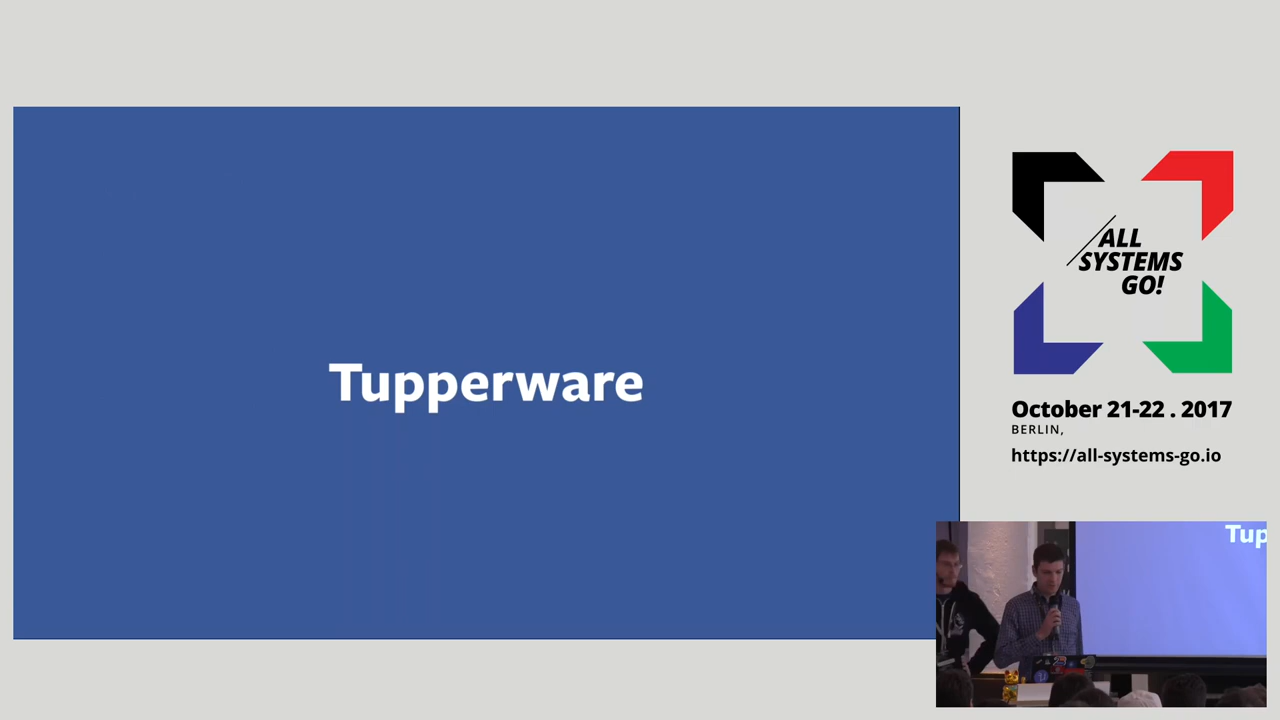 Tupperware
ALL
SYSTEMS
GO!
October 21-22 . 2017
BERLIN,
https://all-systems-go.io
Tup